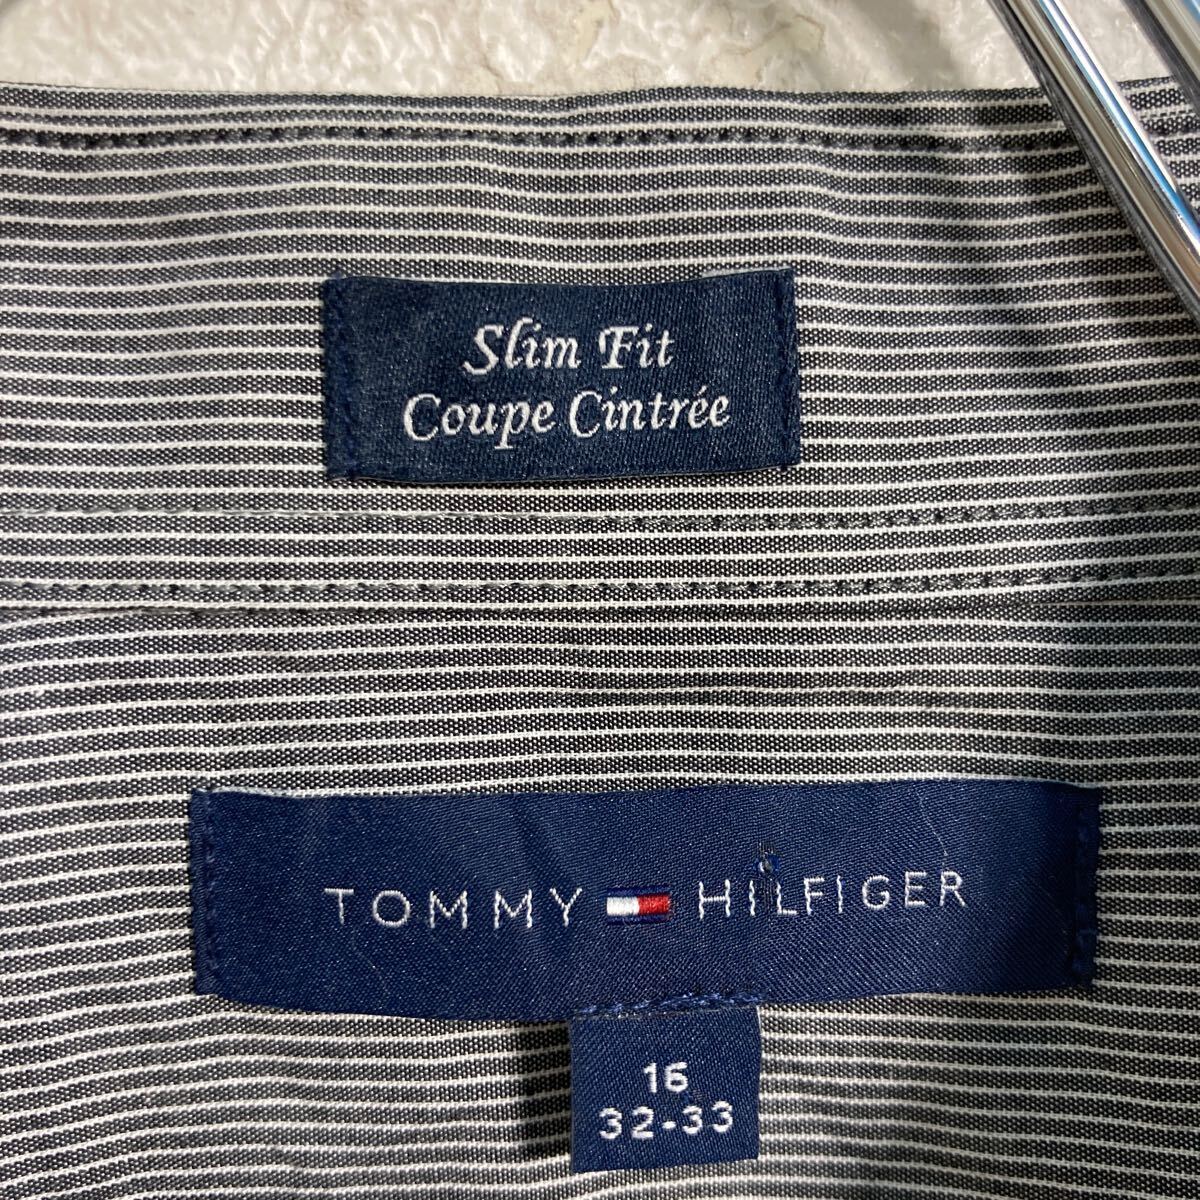 Slim Fit
Coupe Cintrée
TOMMY HILFIGER
16
32-33